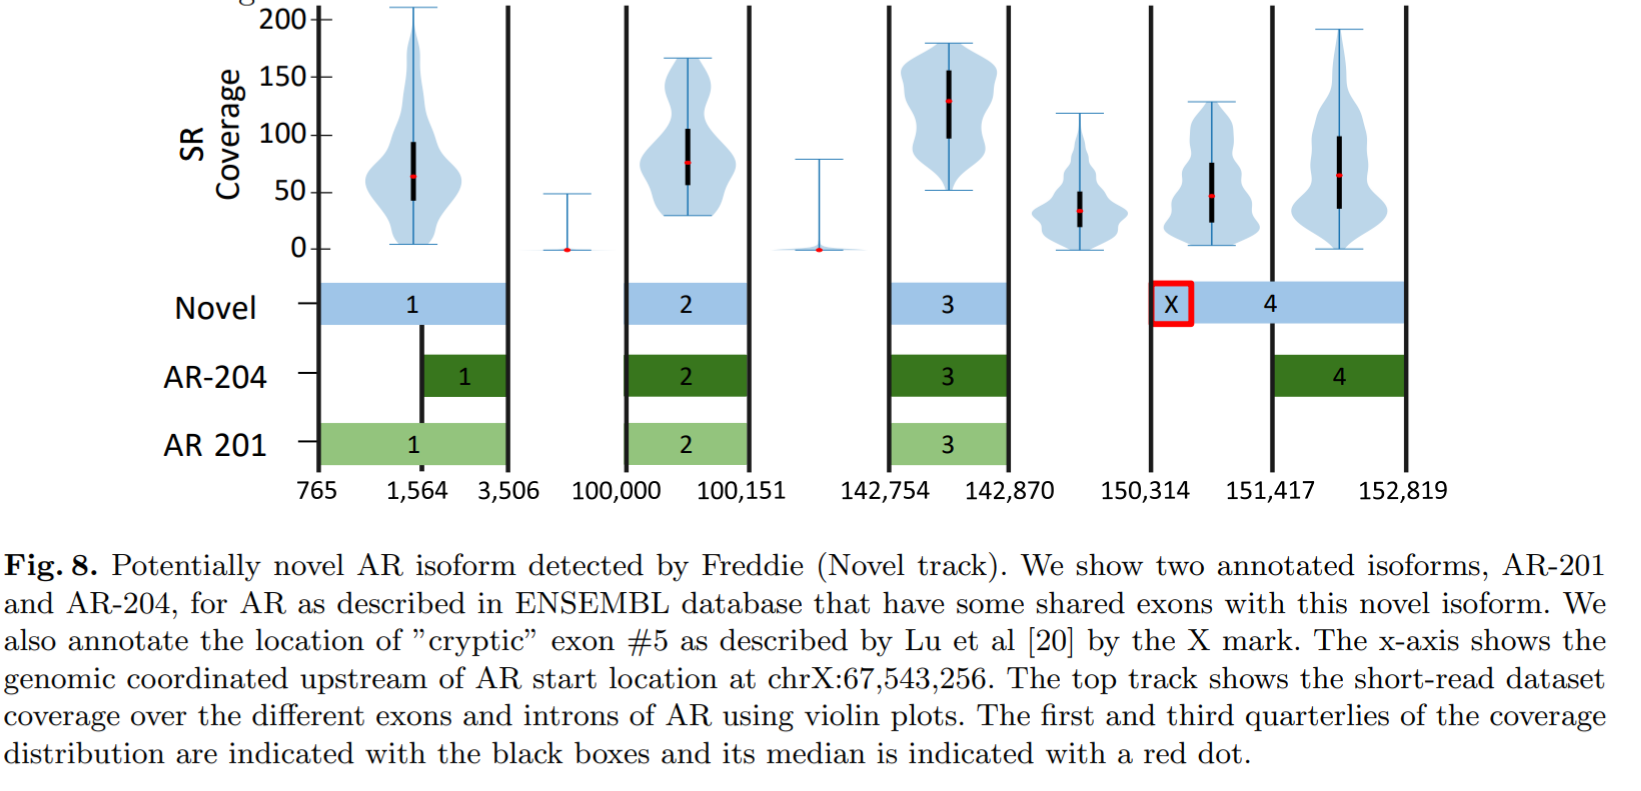 200
150
100
50
0
SR
Coverage
Novel 1 2 3 X 4
AR-204 1 2 3 4
AR 201 1 2 3
765 1,564 3,506 100,000 100,151 142,754 142,870 150,314 151,417 152,819
Fig. 8. Potentially novel AR isoform detected by Freddie (Novel track). We show two annotated isoforms, AR-201
and AR-204, for AR as described in ENSEMBL database that have some shared exons with this novel isoform. We
also annotate the location of ”cryptic” exon #5 as described by Lu et al [20] by the X mark. The x-axis shows the
genomic coordinated upstream of AR start location at chrX:67,543,256. The top track shows the short-read dataset
coverage over the different exons and introns of AR using violin plots. The first and third quarterlies of the coverage
distribution are indicated with the black boxes and its median is indicated with a red dot.